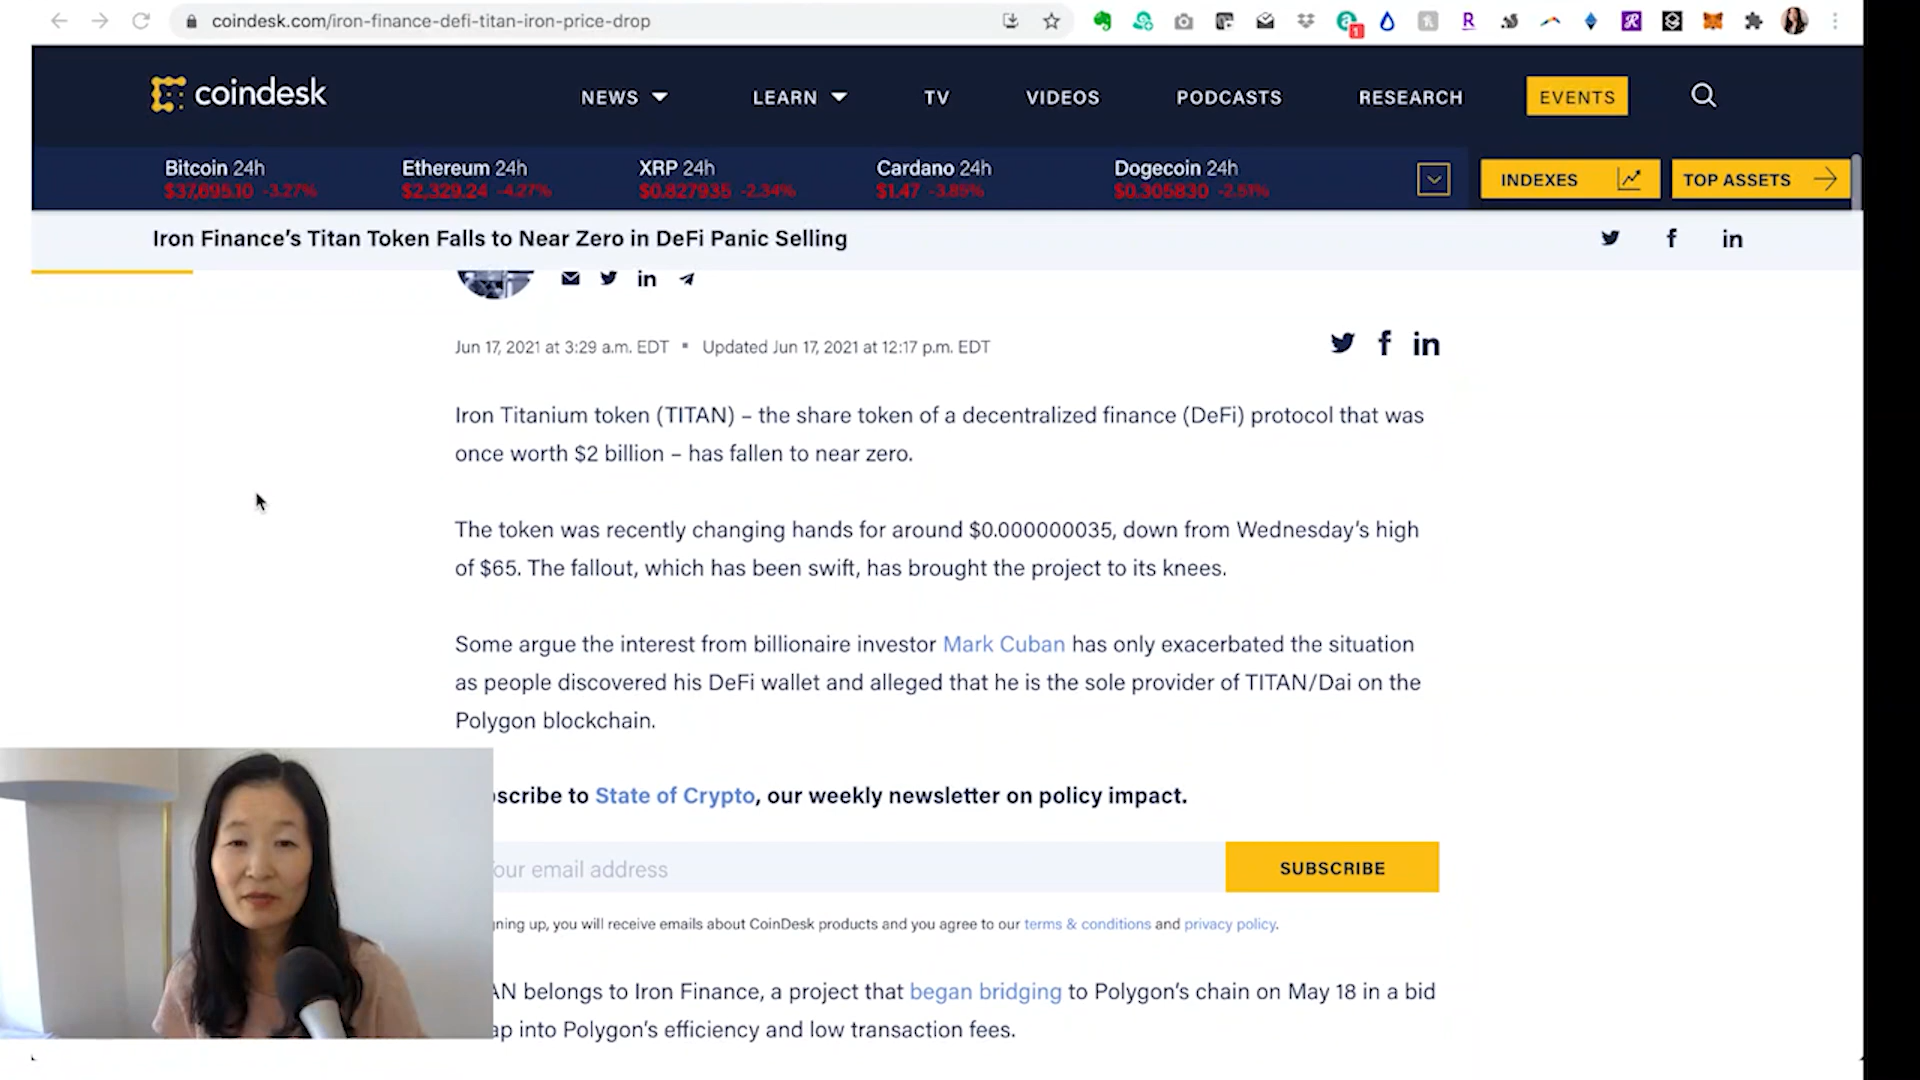 coindesk.com/iron-finance-defi-titan-iron-price-drop
coindesk
NEWS
LEARN
TV
VIDEOS
PODCASTS
RESEARCH
EVENTS
Bitcoin 24h
$37,695.10 -3.27%
Ethereum 24h
$2,329.24 -4.27%
XRP 24h
$0.827935 -2.34%
Cardano 24h
$1.47 -3.85%
Dogecoin 24h
$0.305830 -2.51%
INDEXES
TOP ASSETS
Iron Finance's Titan Token Falls to Near Zero in DeFi Panic Selling
Jun 17, 2021 at 3:29 a.m. EDT ▪ Updated Jun 17, 2021 at 12:17 p.m. EDT
Iron Titanium token (TITAN) – the share token of a decentralized finance (DeFi) protocol that was
once worth $2 billion – has fallen to near zero.
The token was recently changing hands for around $0.000000035, down from Wednesday's high
of $65. The fallout, which has been swift, has brought the project to its knees.
Some argue the interest from billionaire investor Mark Cuban has only exacerbated the situation
as people discovered his DeFi wallet and alleged that he is the sole provider of TITAN/Dai on the
Polygon blockchain.
scribe to State of Crypto, our weekly newsletter on policy impact.
our email address
SUBSCRIBE
ning up, you will receive emails about CoinDesk products and you agree to our terms & conditions and privacy policy.
AN belongs to Iron Finance, a project that began bridging to Polygon's chain on May 18 in a bid
ap into Polygon's efficiency and low transaction fees.